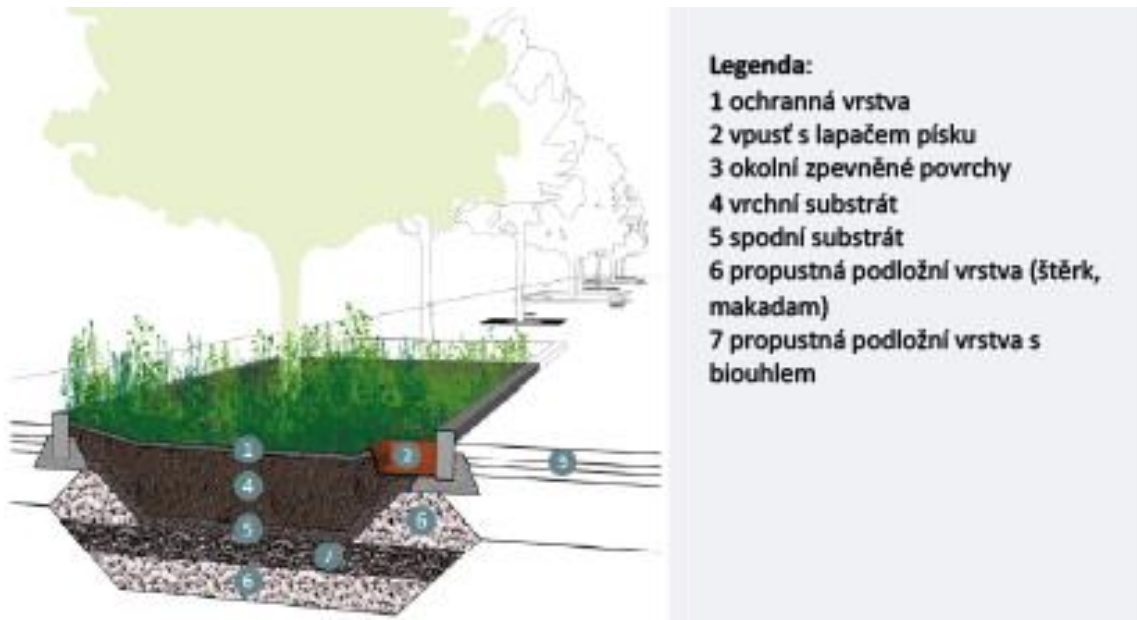 Legenda:
1 ochranná vrstva
2 vpusť s lapačem písku
3 okolní zpevněné povrchy
4 vrchní substrát
5 spodní substrát
6 propustná podložní vrstva (štěrk,
makadam)
7 propustná podložní vrstva s
biouhlem
1
2
3
4
6
5
7
6